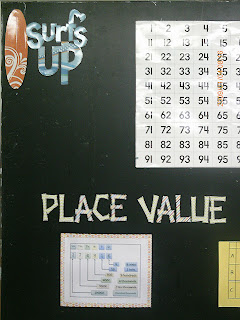 surf's
UP
1 2 3 4 5
11 12 13 14 15
21 22 23 24 25
31 32 33 34 35
41 42 43 44 45
51 52 53 54 55
61 62 63 64 65
71 72 73 74 75
81 82 83 84 85
91 92 93 94 95
PLACE VALUE
A
B
C